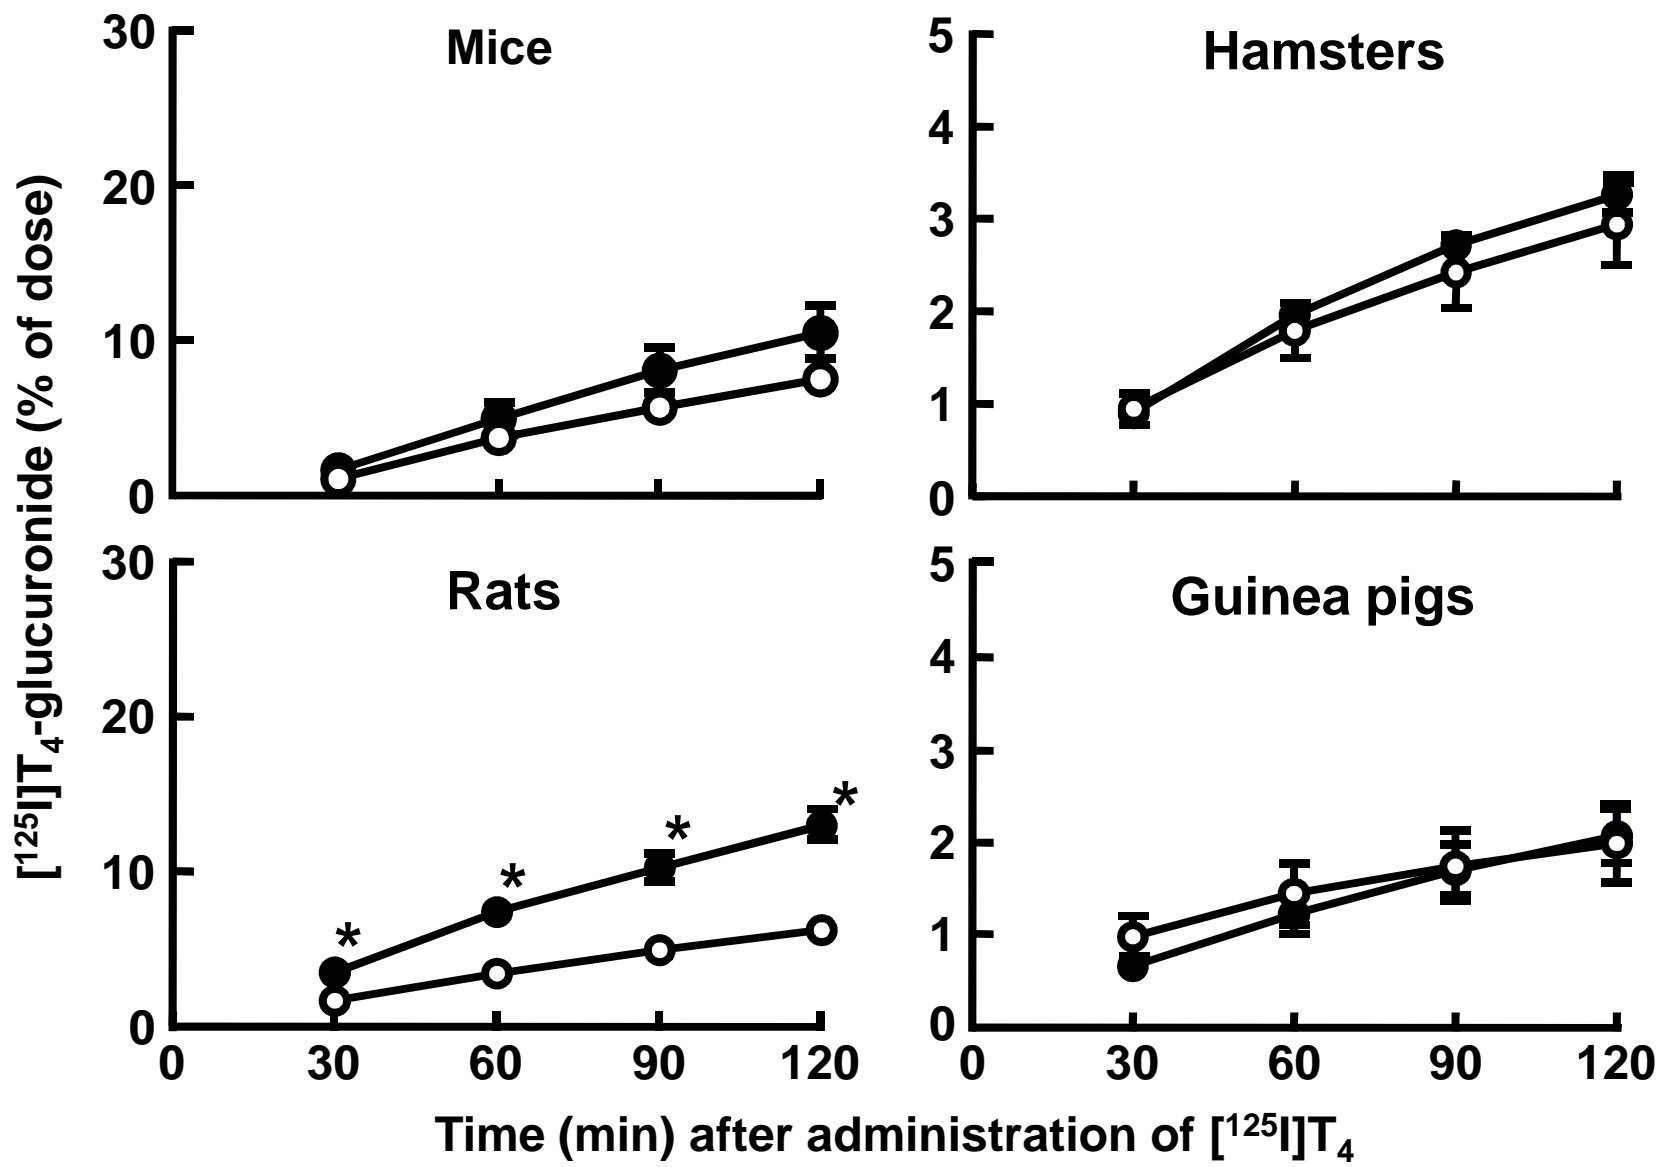 [¹²⁵I]T₄-glucuronide (% of dose)
Mice
30
20
10
0
Hamsters
5
4
3
2
1
0
Rats
30
20
10
0
* * * *
0 30 60 90 120
Guinea pigs
5
4
3
2
1
0
0 30 60 90 120
Time (min) after administration of [¹²⁵I]T₄